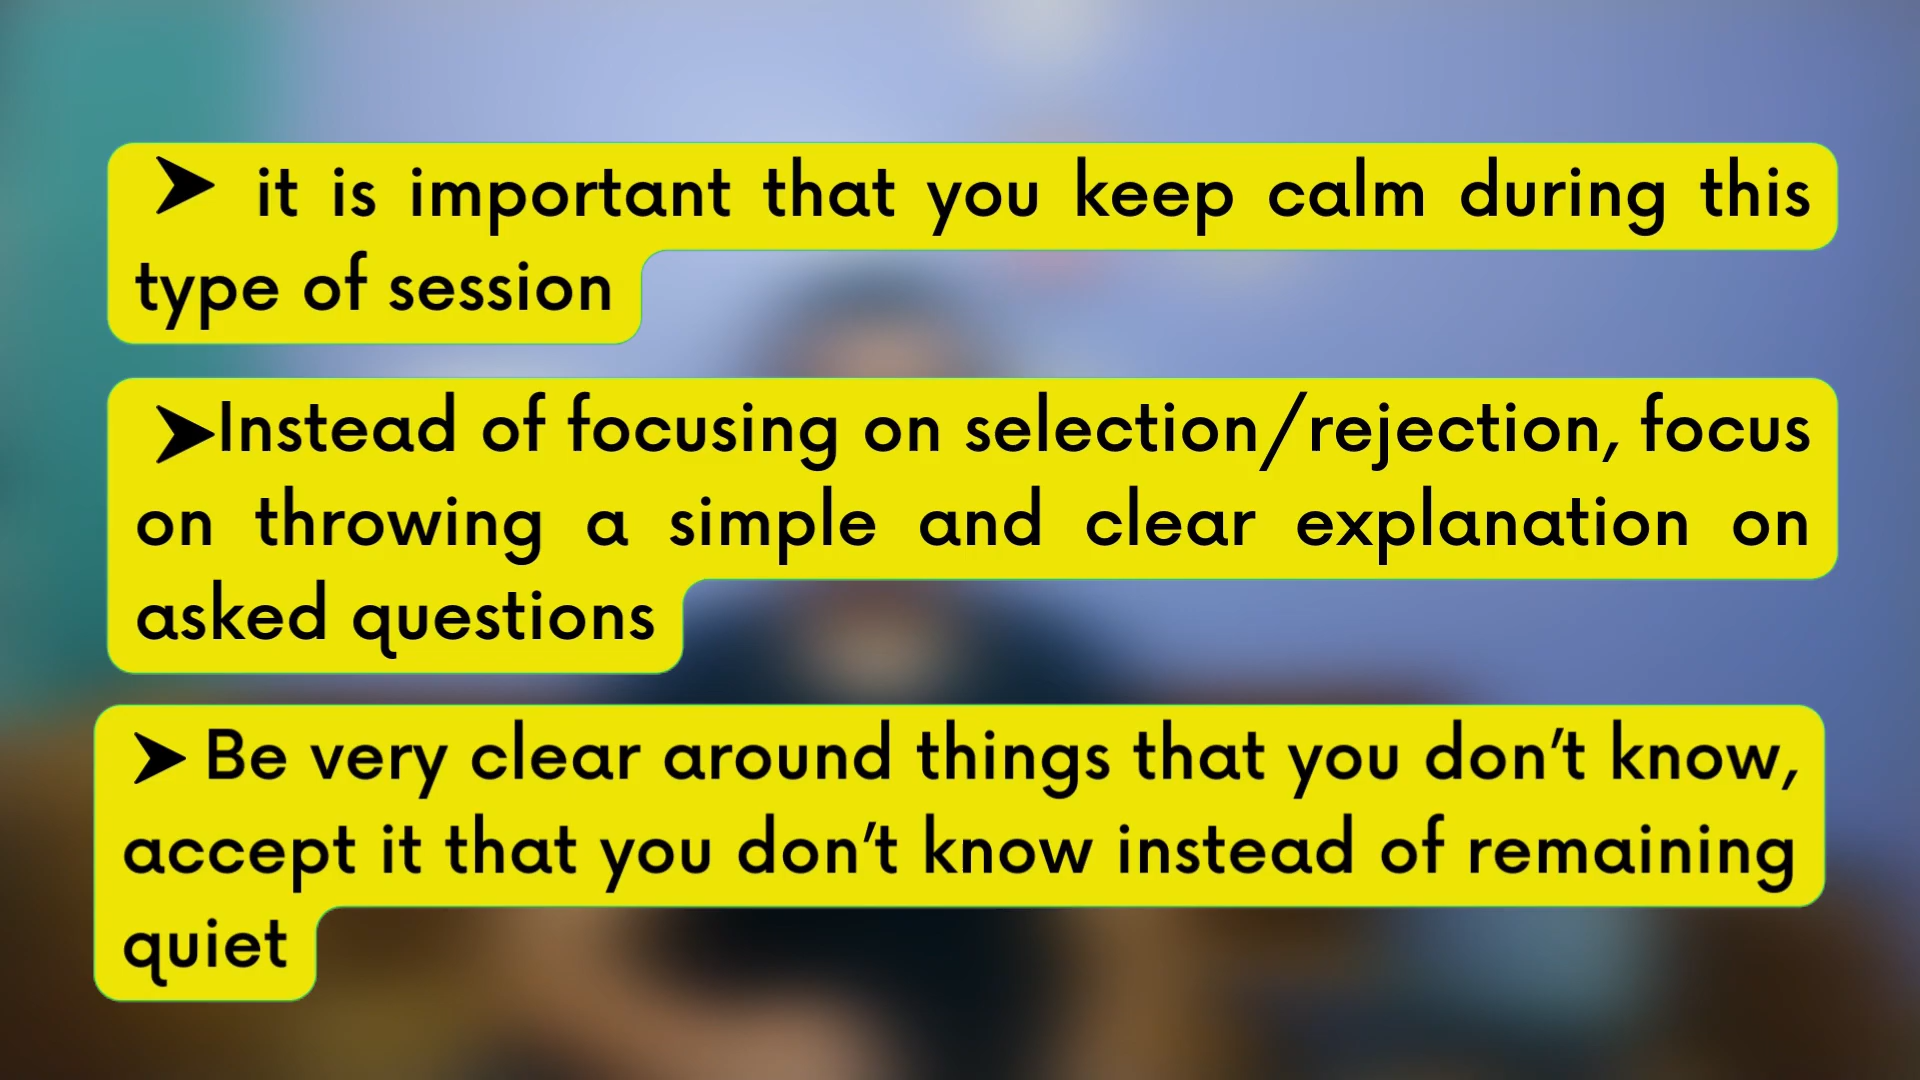 ➤ it is important that you keep calm during this
type of session
➤Instead of focusing on selection/rejection, focus
on throwing a simple and clear explanation on
asked questions
➤ Be very clear around things that you don’t know,
accept it that you don’t know instead of remaining
quiet